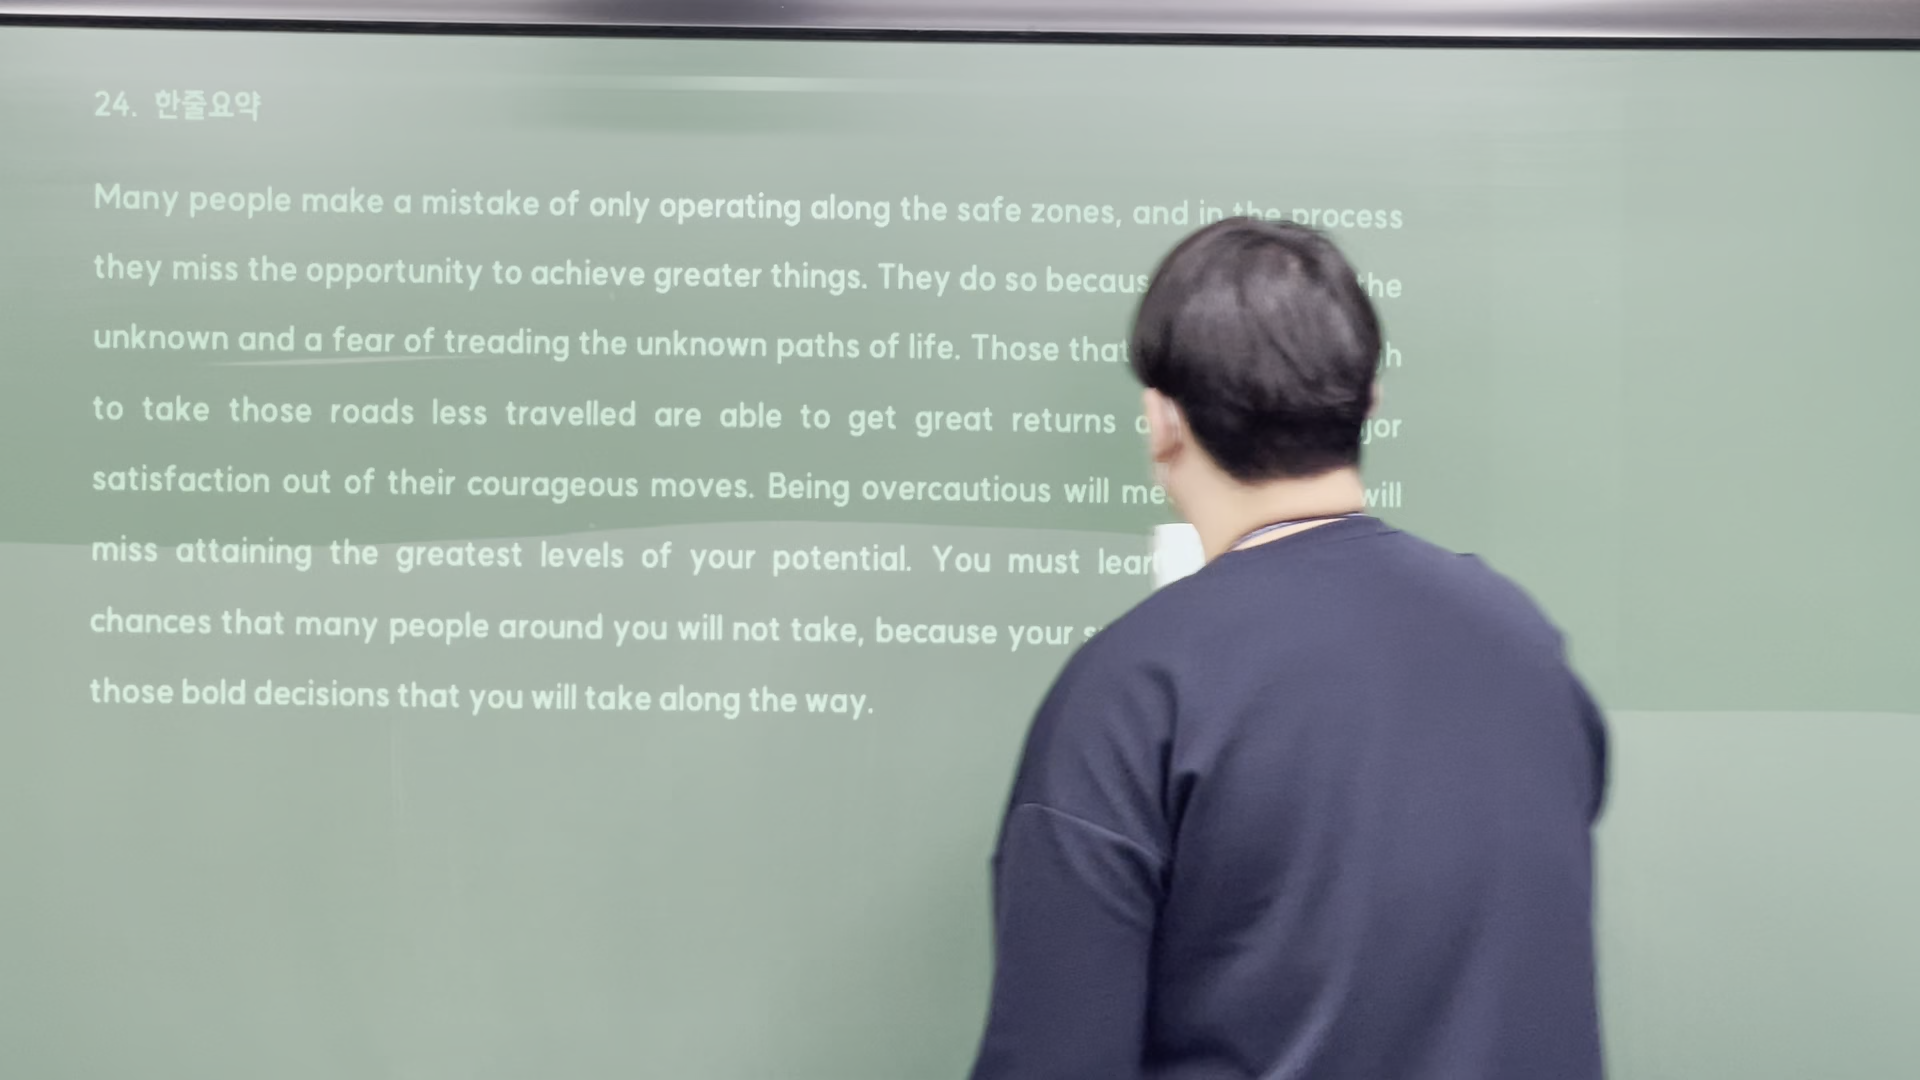 24. 한줄요약
Many people make a mistake of only operating along the safe zones, and in the process
they miss the opportunity to achieve greater things. They do so the
unknown and a fear of treading the unknown paths of life. Those that
to take those roads less travelled are able to get great returns
satisfaction out of their courageous moves. Being overcautious will will
miss attaining the greatest levels of your potential. You must
chances that many people around you will not take, because your
those bold decisions that you will take along the way.